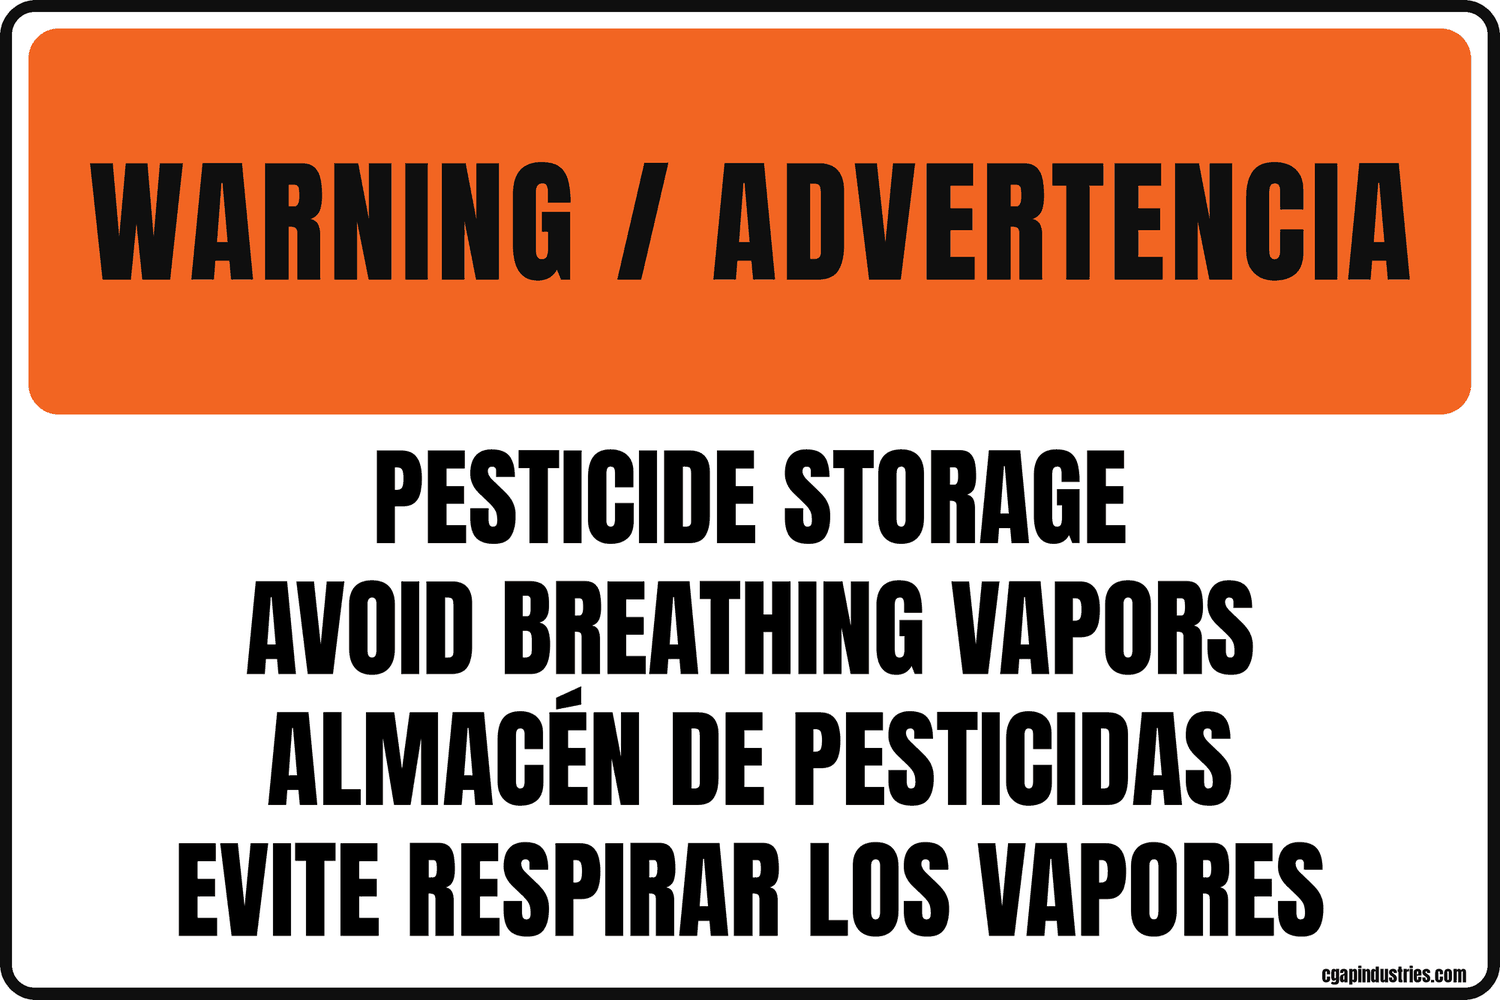 WARNING / ADVERTENCIA
PESTICIDE STORAGE
AVOID BREATHING VAPORS
ALMACÉN DE PESTICIDAS
EVITE RESPIRAR LOS VAPORES
cgapindustries.com